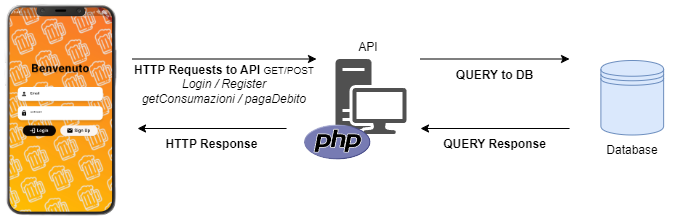 Benvenuto
Email
Login
Sign Up
HTTP Requests to API GET/POST
Login / Register
getConsumazioni / pagaDebito
HTTP Response
API
php
QUERY to DB
QUERY Response
Database